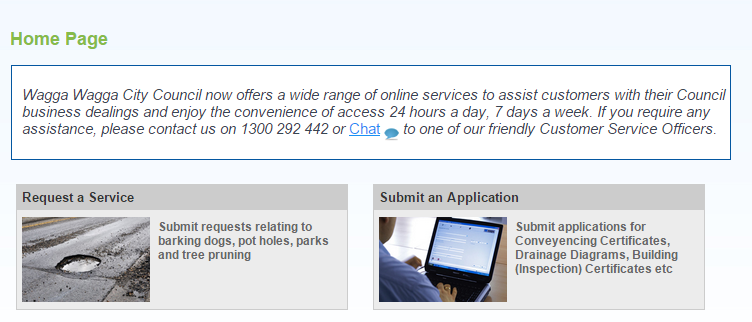 Home Page
Wagga Wagga City Council now offers a wide range of online services to assist customers with their Council
business dealings and enjoy the convenience of access 24 hours a day, 7 days a week. If you require any
assistance, please contact us on 1300 292 442 or Chat to one of our friendly Customer Service Officers.
Request a Service
Submit requests relating to
barking dogs, pot holes, parks
and tree pruning
Submit an Application
Submit applications for
Conveyencing Certificates,
Drainage Diagrams, Building
(Inspection) Certificates etc